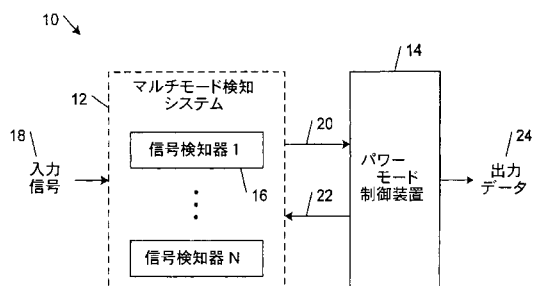 10
14
12
マルチモード検知
システム
20
18
24
信号検知器 1
入力
信号
パワー
モード
制御装置
出力
データ
16
22
信号検知器 N